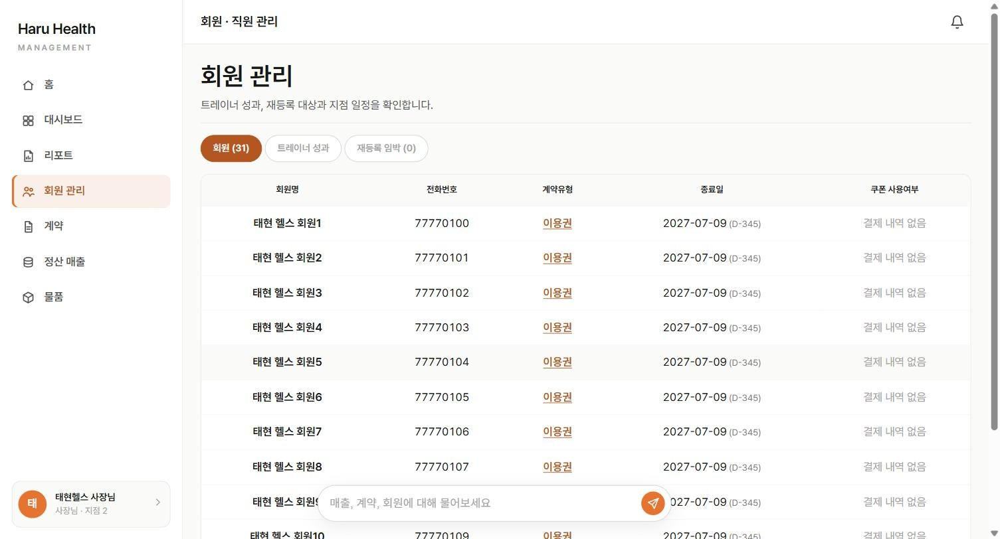 Haru Health
MANAGEMENT
홈
대시보드
리포트
회원 관리
계약
정산 매출
물품
태
태현헬스 사장님
사장님 · 지점 2
회원 · 직원 관리
회원 관리
트레이너 성과, 재등록 대상과 지점 일정을 확인합니다.
회원 (31) 트레이너 성과 재등록 임박 (0)
회원명 전화번호 계약유형 종료일 쿠폰 사용여부
태현 헬스 회원1 77770100 이용권 2027-07-09 (D-345) 결제 내역 없음
태현 헬스 회원2 77770101 이용권 2027-07-09 (D-345) 결제 내역 없음
태현 헬스 회원3 77770102 이용권 2027-07-09 (D-345) 결제 내역 없음
태현 헬스 회원4 77770103 이용권 2027-07-09 (D-345) 결제 내역 없음
태현 헬스 회원5 77770104 이용권 2027-07-09 (D-345) 결제 내역 없음
태현 헬스 회원6 77770105 이용권 2027-07-09 (D-345) 결제 내역 없음
태현 헬스 회원7 77770106 이용권 2027-07-09 (D-345) 결제 내역 없음
태현 헬스 회원8 77770107 이용권 2027-07-09 (D-345) 결제 내역 없음
태현 헬스 07-09 (D-345) 결제 내역 없음
매출, 계약, 회원에 대해 물어보세요
태현 헬스 회원10 77770109 이용권 2027-07-09 (D-345) 결제 내역 없음